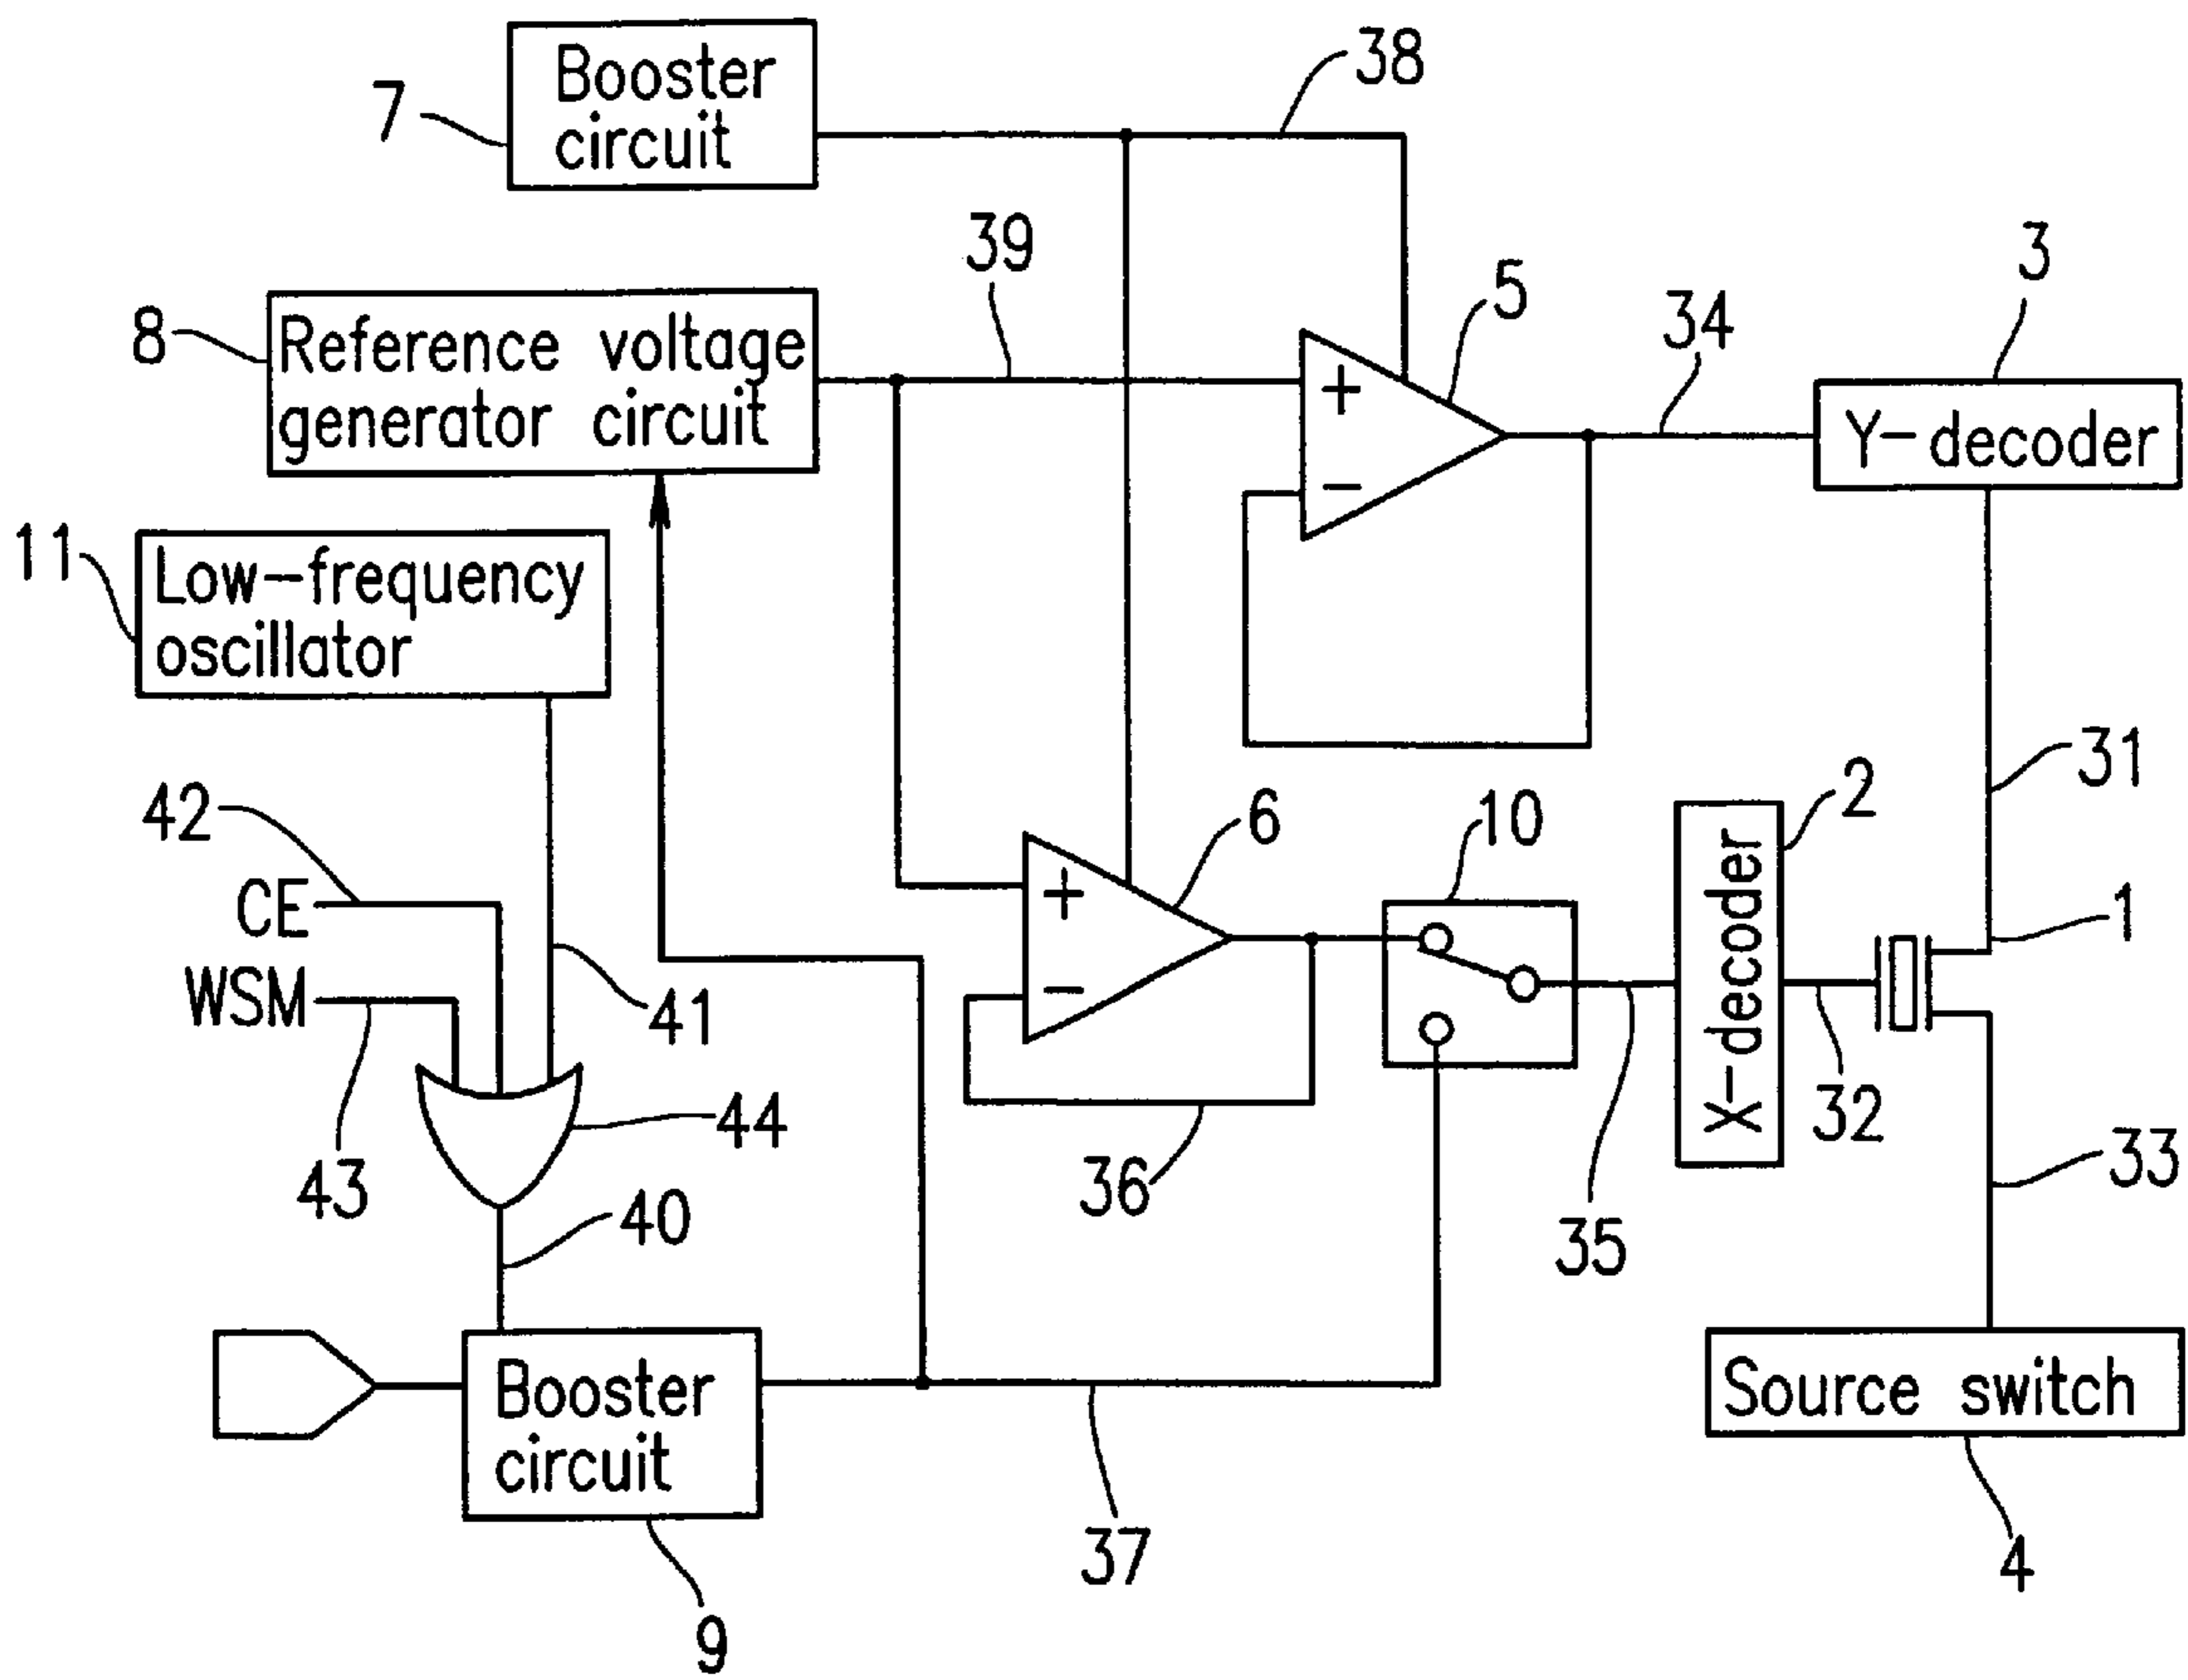 Booster
circuit
7
38
39
Reference voltage
generator circuit
8
+
−
5
34
3
Y-decoder
11
Low-frequency
oscillator
31
42
CE
WSM
43
41
44
40
+
−
6
36
10
35
2
X-decoder
32
1
33
Booster
circuit
9
37
Source switch
4